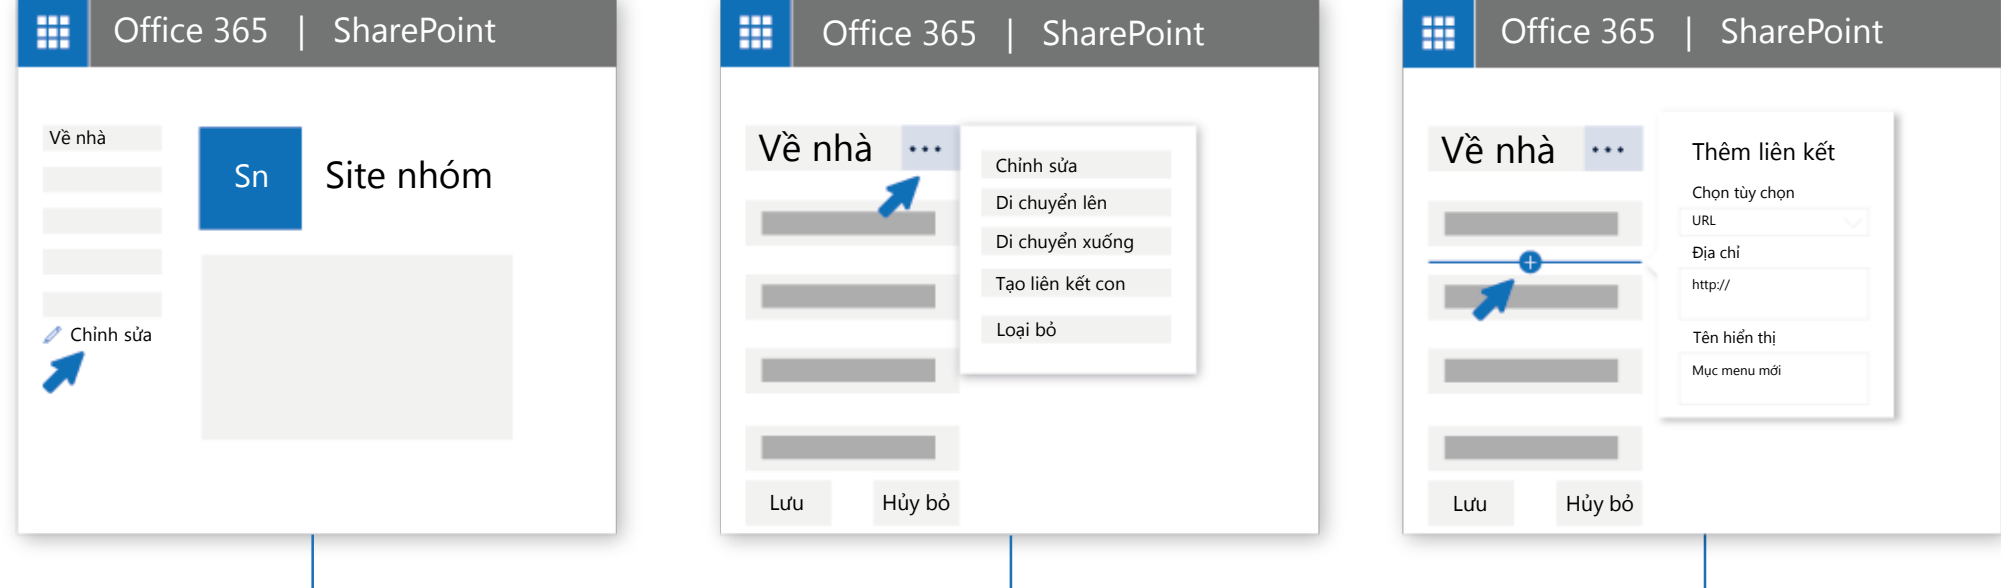 Office 365 | SharePoint
Về nhà
Sn
Site nhóm
Chỉnh sửa
Office 365 | SharePoint
Về nhà
Chỉnh sửa
Di chuyển lên
Di chuyển xuống
Tạo liên kết con
Loại bỏ
Lưu
Hủy bỏ
Office 365 | SharePoint
Về nhà
Thêm liên kết
Chọn tùy chọn
URL
Địa chỉ
http://
Tên hiển thị
Mục menu mới
Lưu
Hủy bỏ